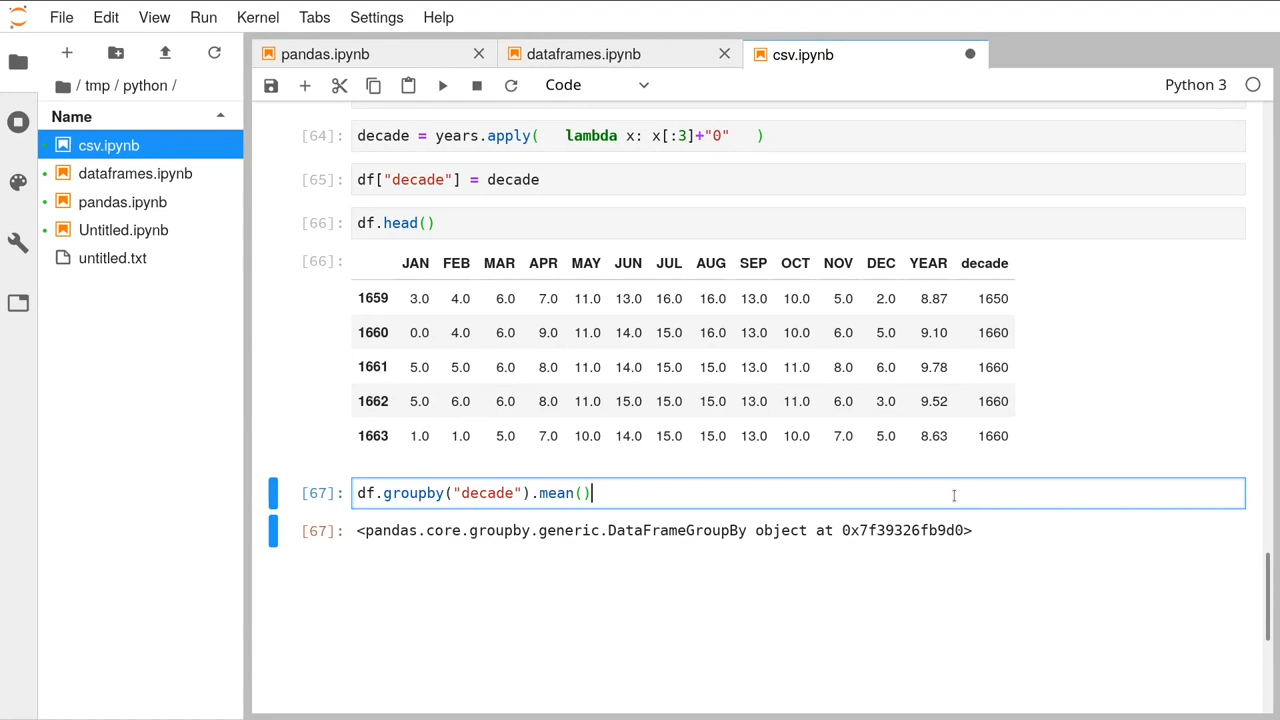 File Edit View Run Kernel Tabs Settings Help
pandas.ipynb
dataframes.ipynb
csv.ipynb
/ tmp / python /
Code
Python 3
Name
csv.ipynb
dataframes.ipynb
pandas.ipynb
Untitled.ipynb
untitled.txt
[64]: decade = years.apply(   lambda x: x[:3]+"0"   )
[65]: df["decade"] = decade
[66]: df.head()
[66]: JAN FEB MAR APR MAY JUN JUL AUG SEP OCT NOV DEC YEAR decade
1659 3.0 4.0 6.0 7.0 11.0 13.0 16.0 16.0 13.0 10.0 5.0 2.0 8.87 1650
1660 0.0 4.0 6.0 9.0 11.0 14.0 15.0 16.0 13.0 10.0 6.0 5.0 9.10 1660
1661 5.0 5.0 6.0 8.0 11.0 14.0 15.0 15.0 13.0 11.0 8.0 6.0 9.78 1660
1662 5.0 6.0 6.0 8.0 11.0 15.0 15.0 15.0 13.0 11.0 6.0 3.0 9.52 1660
1663 1.0 1.0 5.0 7.0 10.0 14.0 15.0 15.0 13.0 10.0 7.0 5.0 8.63 1660
[67]: df.groupby("decade").mean()
[67]: <pandas.core.groupby.generic.DataFrameGroupBy object at 0x7f39326fb9d0>